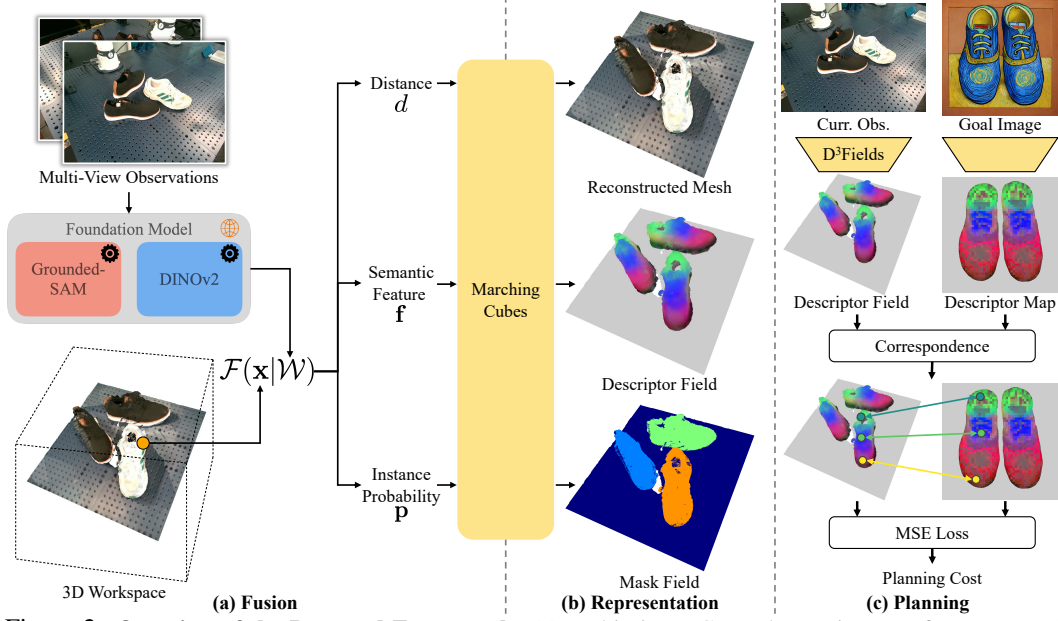 Multi-View Observations
Foundation Model
Grounded-
SAM
DINOv2
F(x|W)
3D Workspace
(a) Fusion
Distance
d
Semantic
Feature
f
Instance
Probability
p
Marching
Cubes
Reconstructed Mesh
Descriptor Field
Mask Field
(b) Representation
Curr. Obs.
Goal Image
D³Fields
Descriptor Field
Descriptor Map
Correspondence
MSE Loss
Planning Cost
(c) Planning